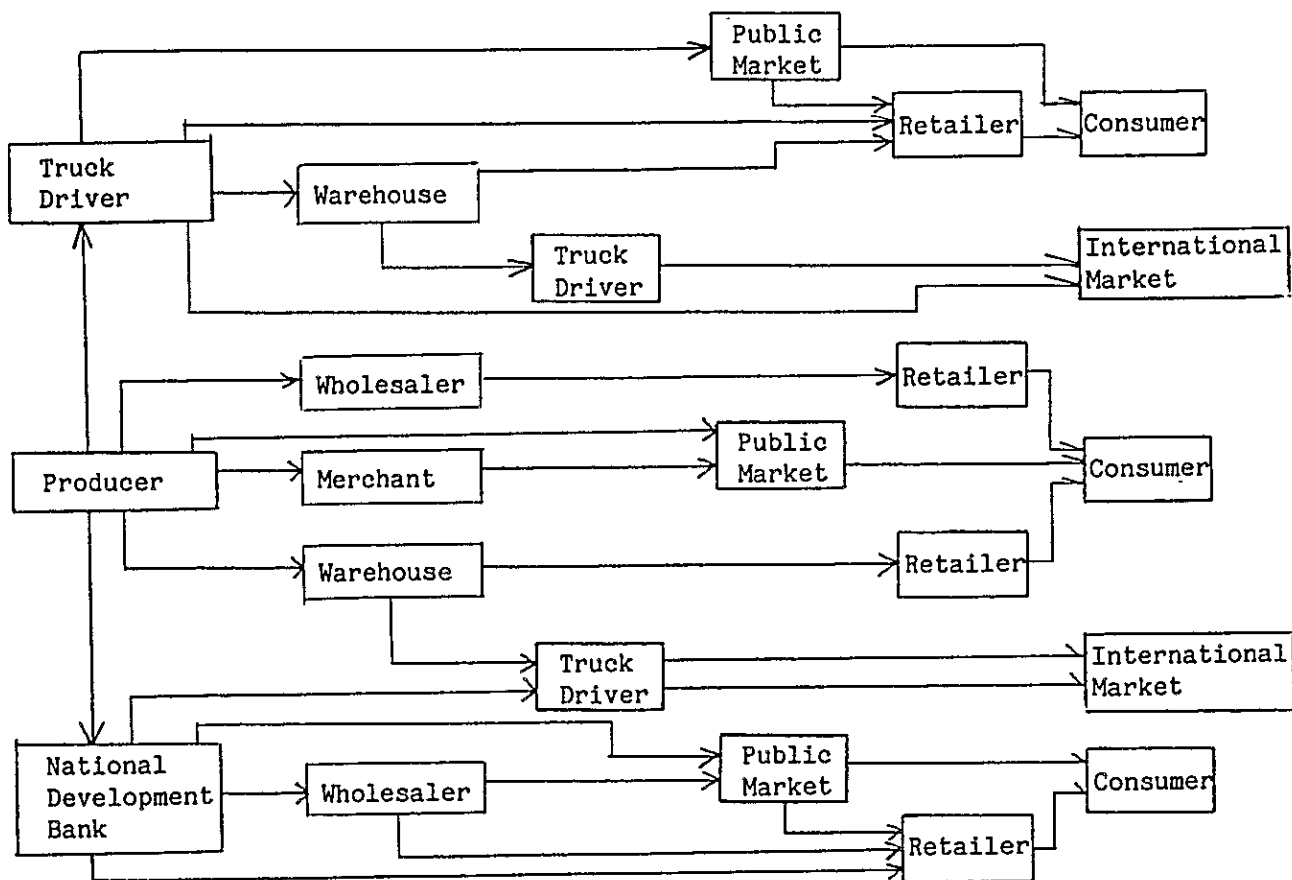 Public
Market
Retailer
Consumer
Truck
Driver
Warehouse
Truck
Driver
International
Market
Wholesaler
Retailer
Producer
Merchant
Public
Market
Consumer
Warehouse
Retailer
Truck
Driver
International
Market
National
Development
Bank
Wholesaler
Public
Market
Consumer
Retailer